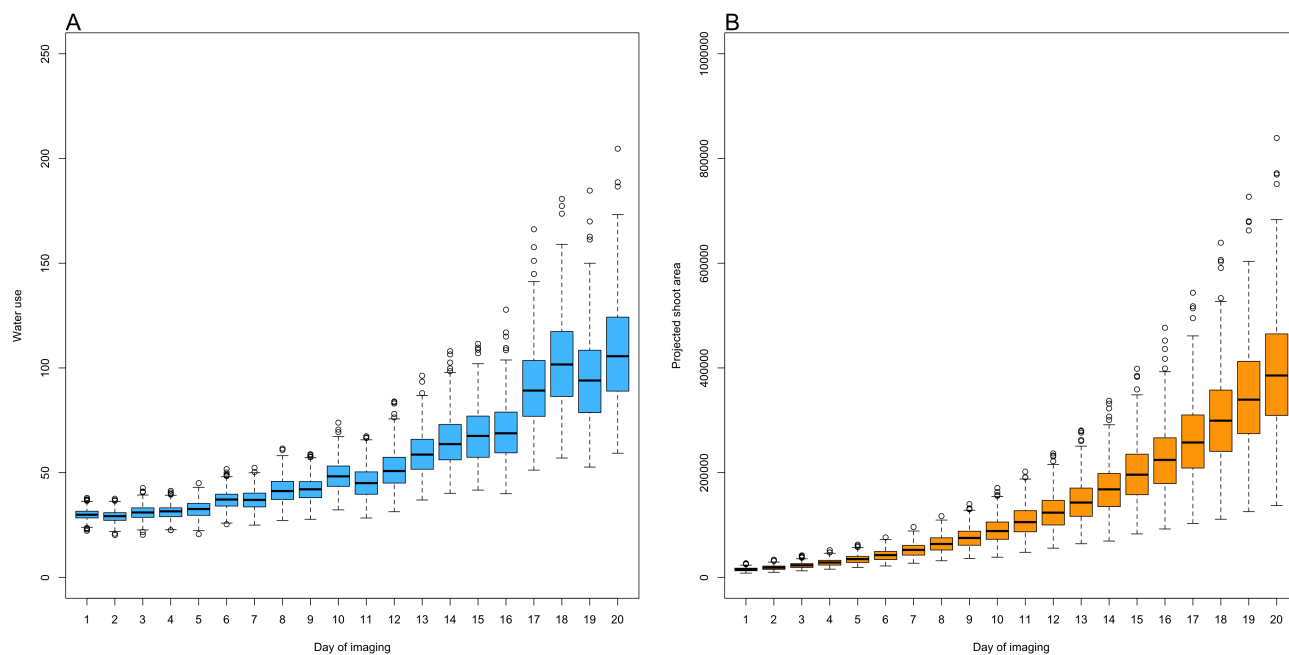 A
250
200
150
100
50
0
Water use
1 2 3 4 5 6 7 8 9 10 11 12 13 14 15 16 17 18 19 20
Day of imaging
B
1000000
800000
600000
400000
200000
0
Projected shoot area
1 2 3 4 5 6 7 8 9 10 11 12 13 14 15 16 17 18 19 20
Day of imaging